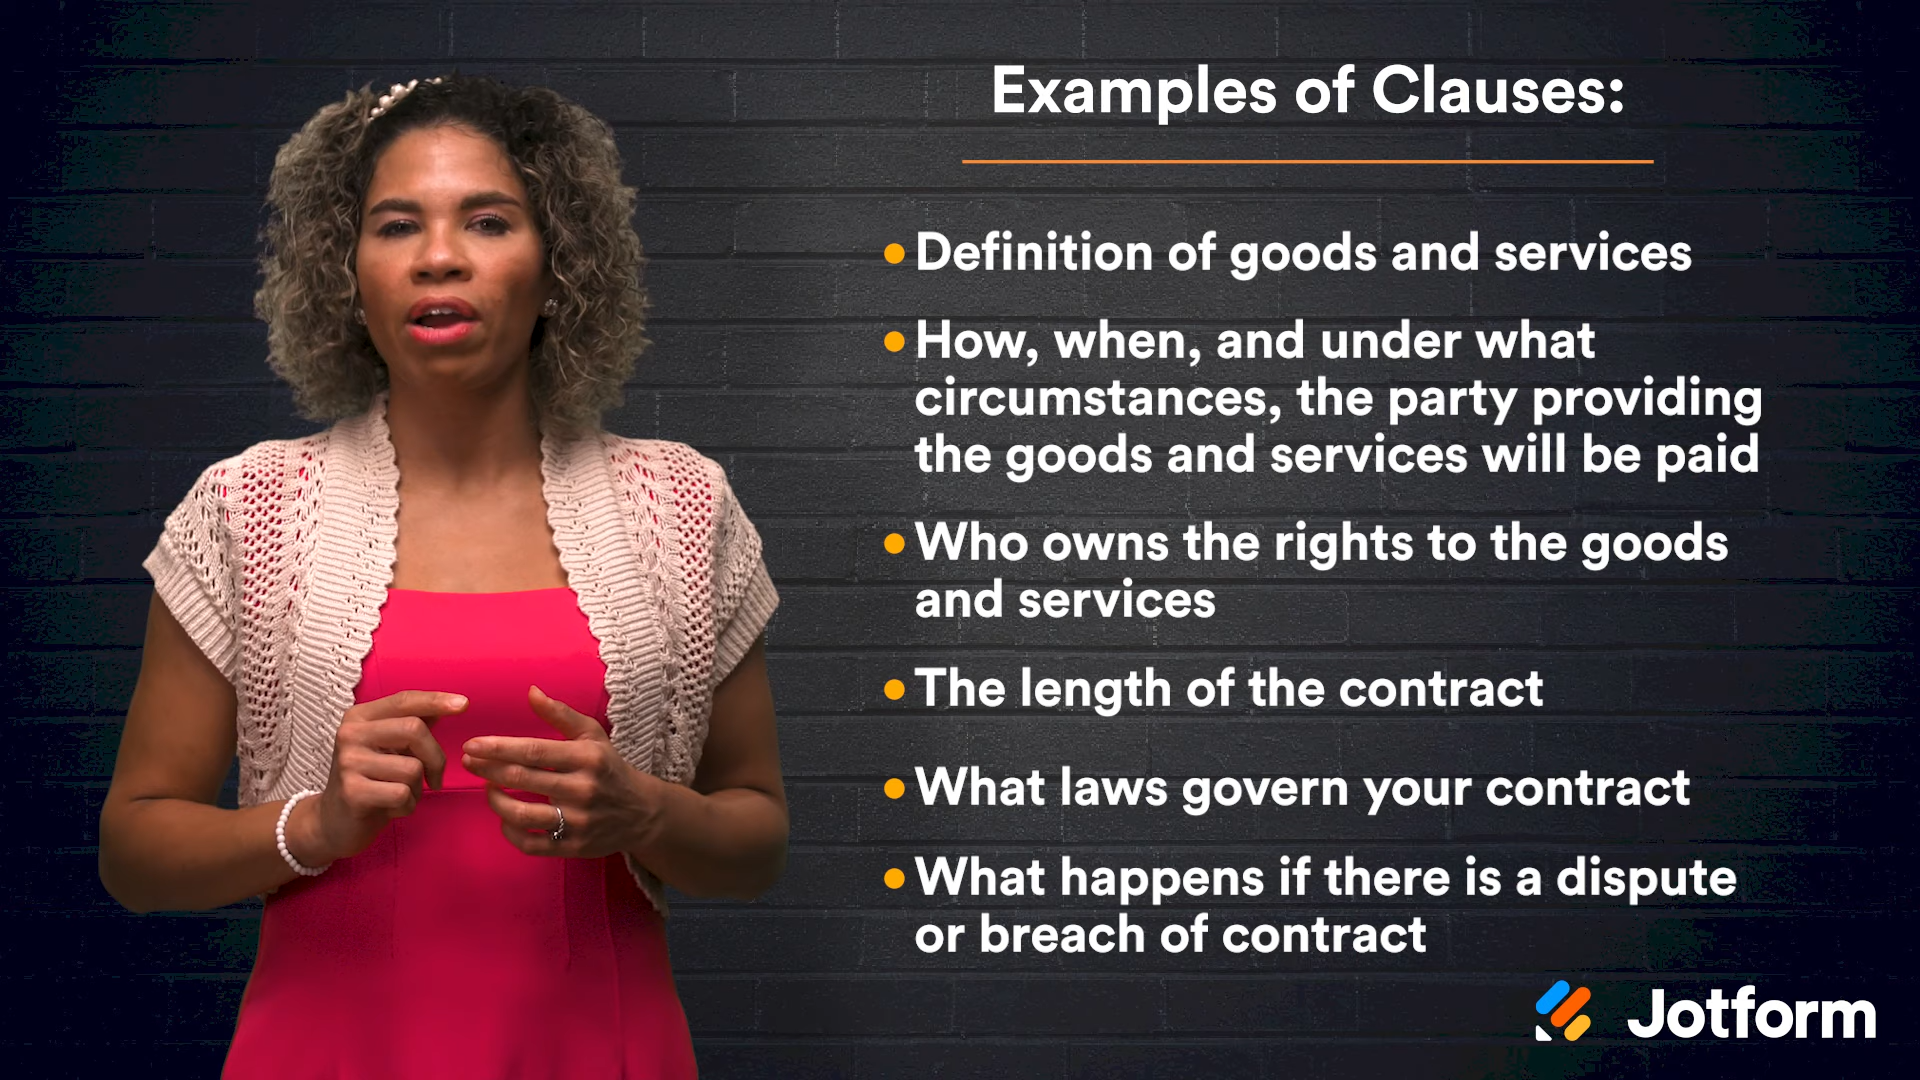 Examples of Clauses:
• Definition of goods and services
• How, when, and under what
circumstances, the party providing
the goods and services will be paid
• Who owns the rights to the goods
and services
• The length of the contract
• What laws govern your contract
• What happens if there is a dispute
or breach of contract
Jotform